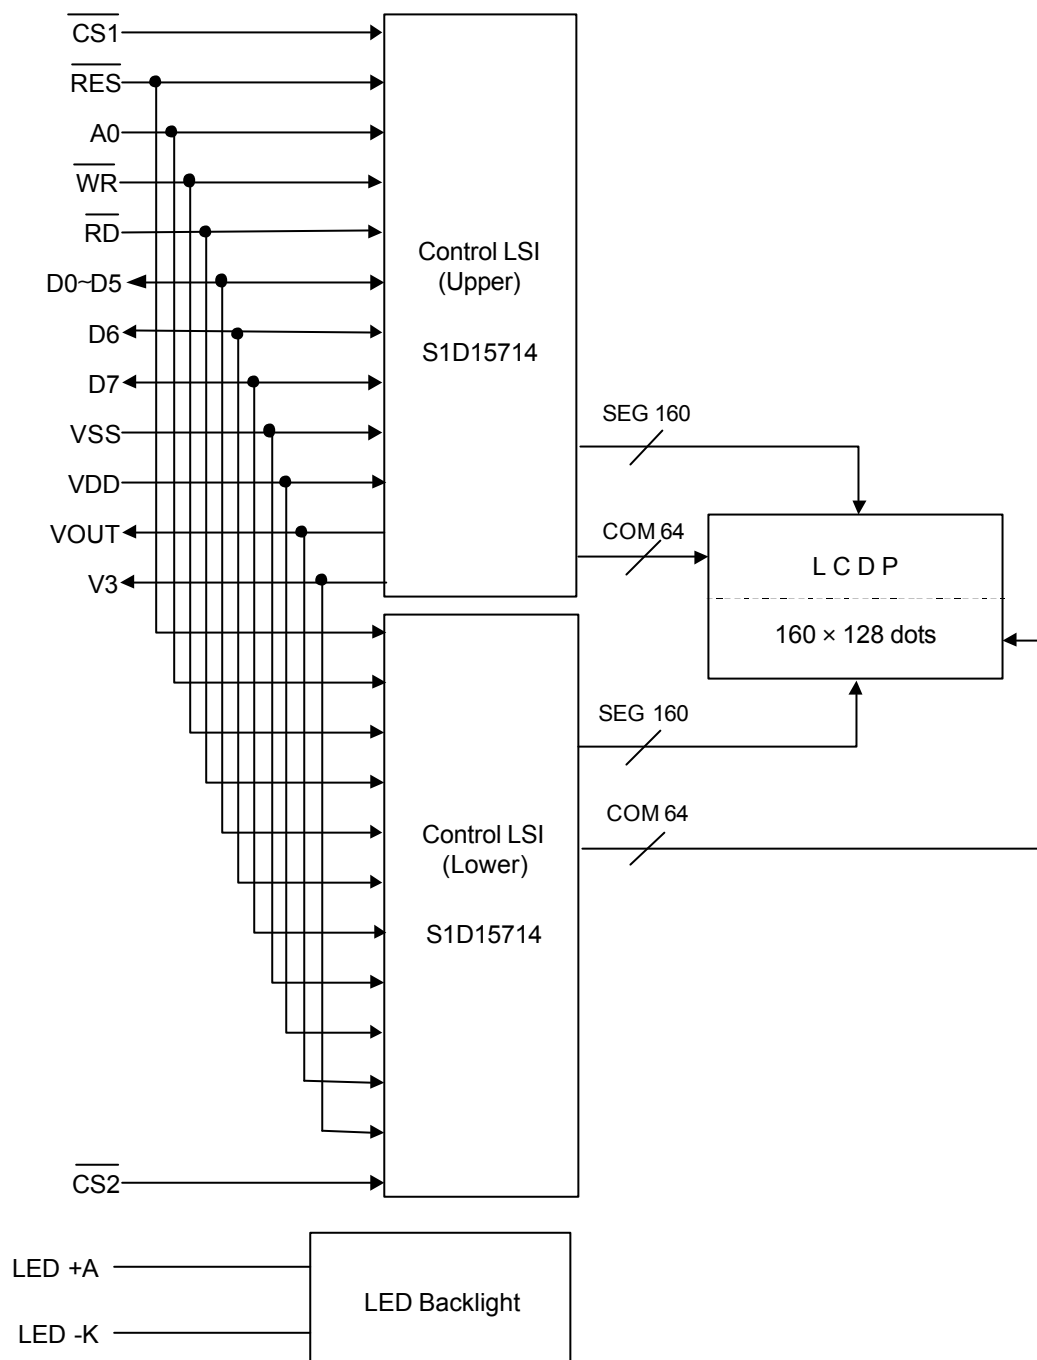 CS1
RES
A0
WR
RD
D0~D5
D6
D7
VSS
VDD
VOUT
V3
Control LSI
(Upper)
S1D15714
SEG 160
COM 64
L C D P
160 × 128 dots
SEG 160
COM 64
Control LSI
(Lower)
S1D15714
CS2
LED +A
LED -K
LED Backlight